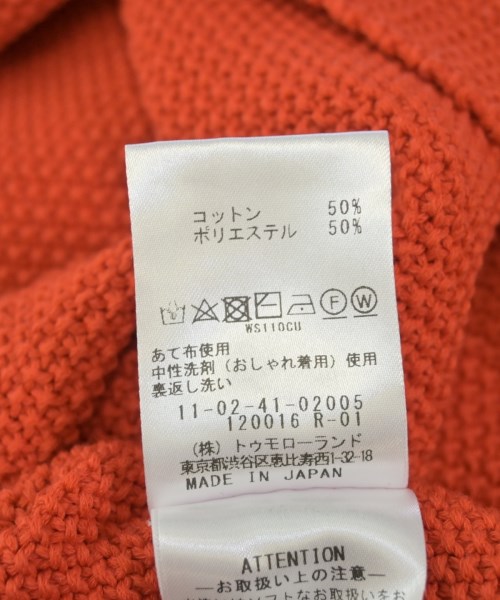 コットン 50%
ポリエステル 50%
F W
WS110CU
あて布使用
中性洗剤（おしゃれ着用）使用
裏返し洗い
11-02-41-02005
120016 R-01
（株）トゥモローランド
東京都渋谷区恵比寿西1-32-18
MADE IN JAPAN
ATTENTION
―お取扱い上の注意―